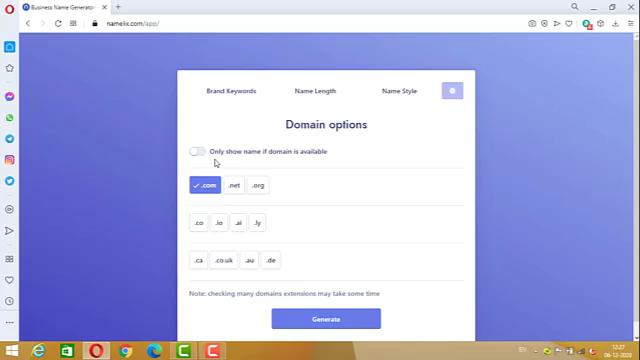 Business Name Generator
namelix.com/app/
Brand Keywords
Name Length
Name Style
Domain options
Only show name if domain is available
.com
.net
.org
.co
.io
.ai
.ly
.ca
.co.uk
.au
.de
Note: checking many domains extensions may take some time
Generate
EN
12:27
06-12-2020